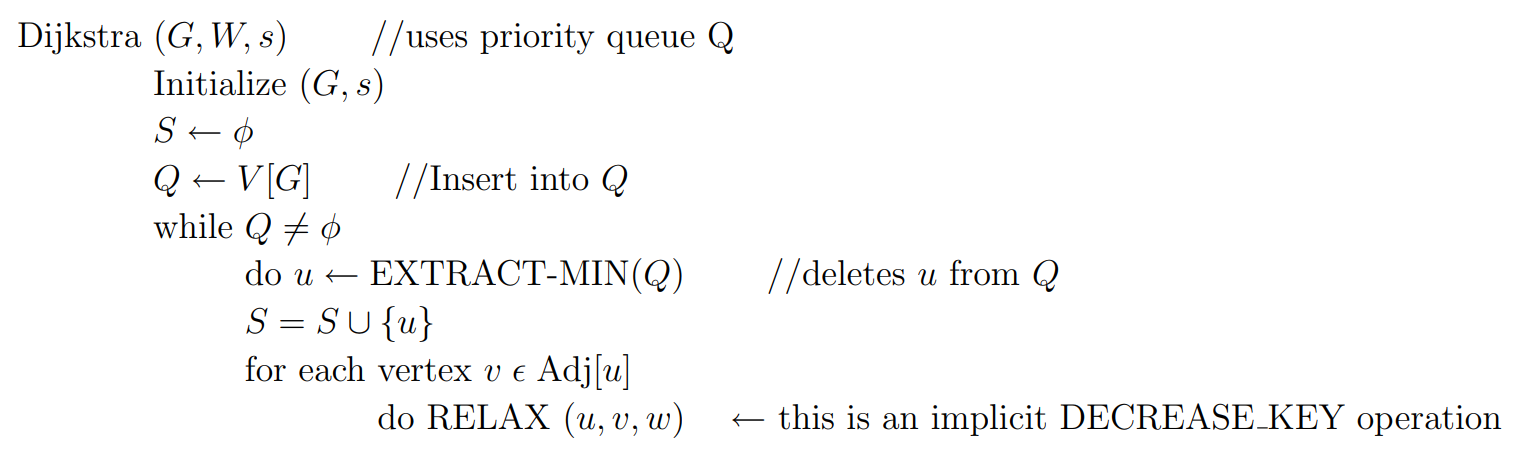 Dijkstra (G, W, s) //uses priority queue Q
Initialize (G, s)
S ← ϕ
Q ← V[G] //Insert into Q
while Q ≠ ϕ
do u ← EXTRACT-MIN(Q) //deletes u from Q
S = S ∪ {u}
for each vertex v ϵ Adj[u]
do RELAX (u, v, w) ← this is an implicit DECREASE_KEY operation